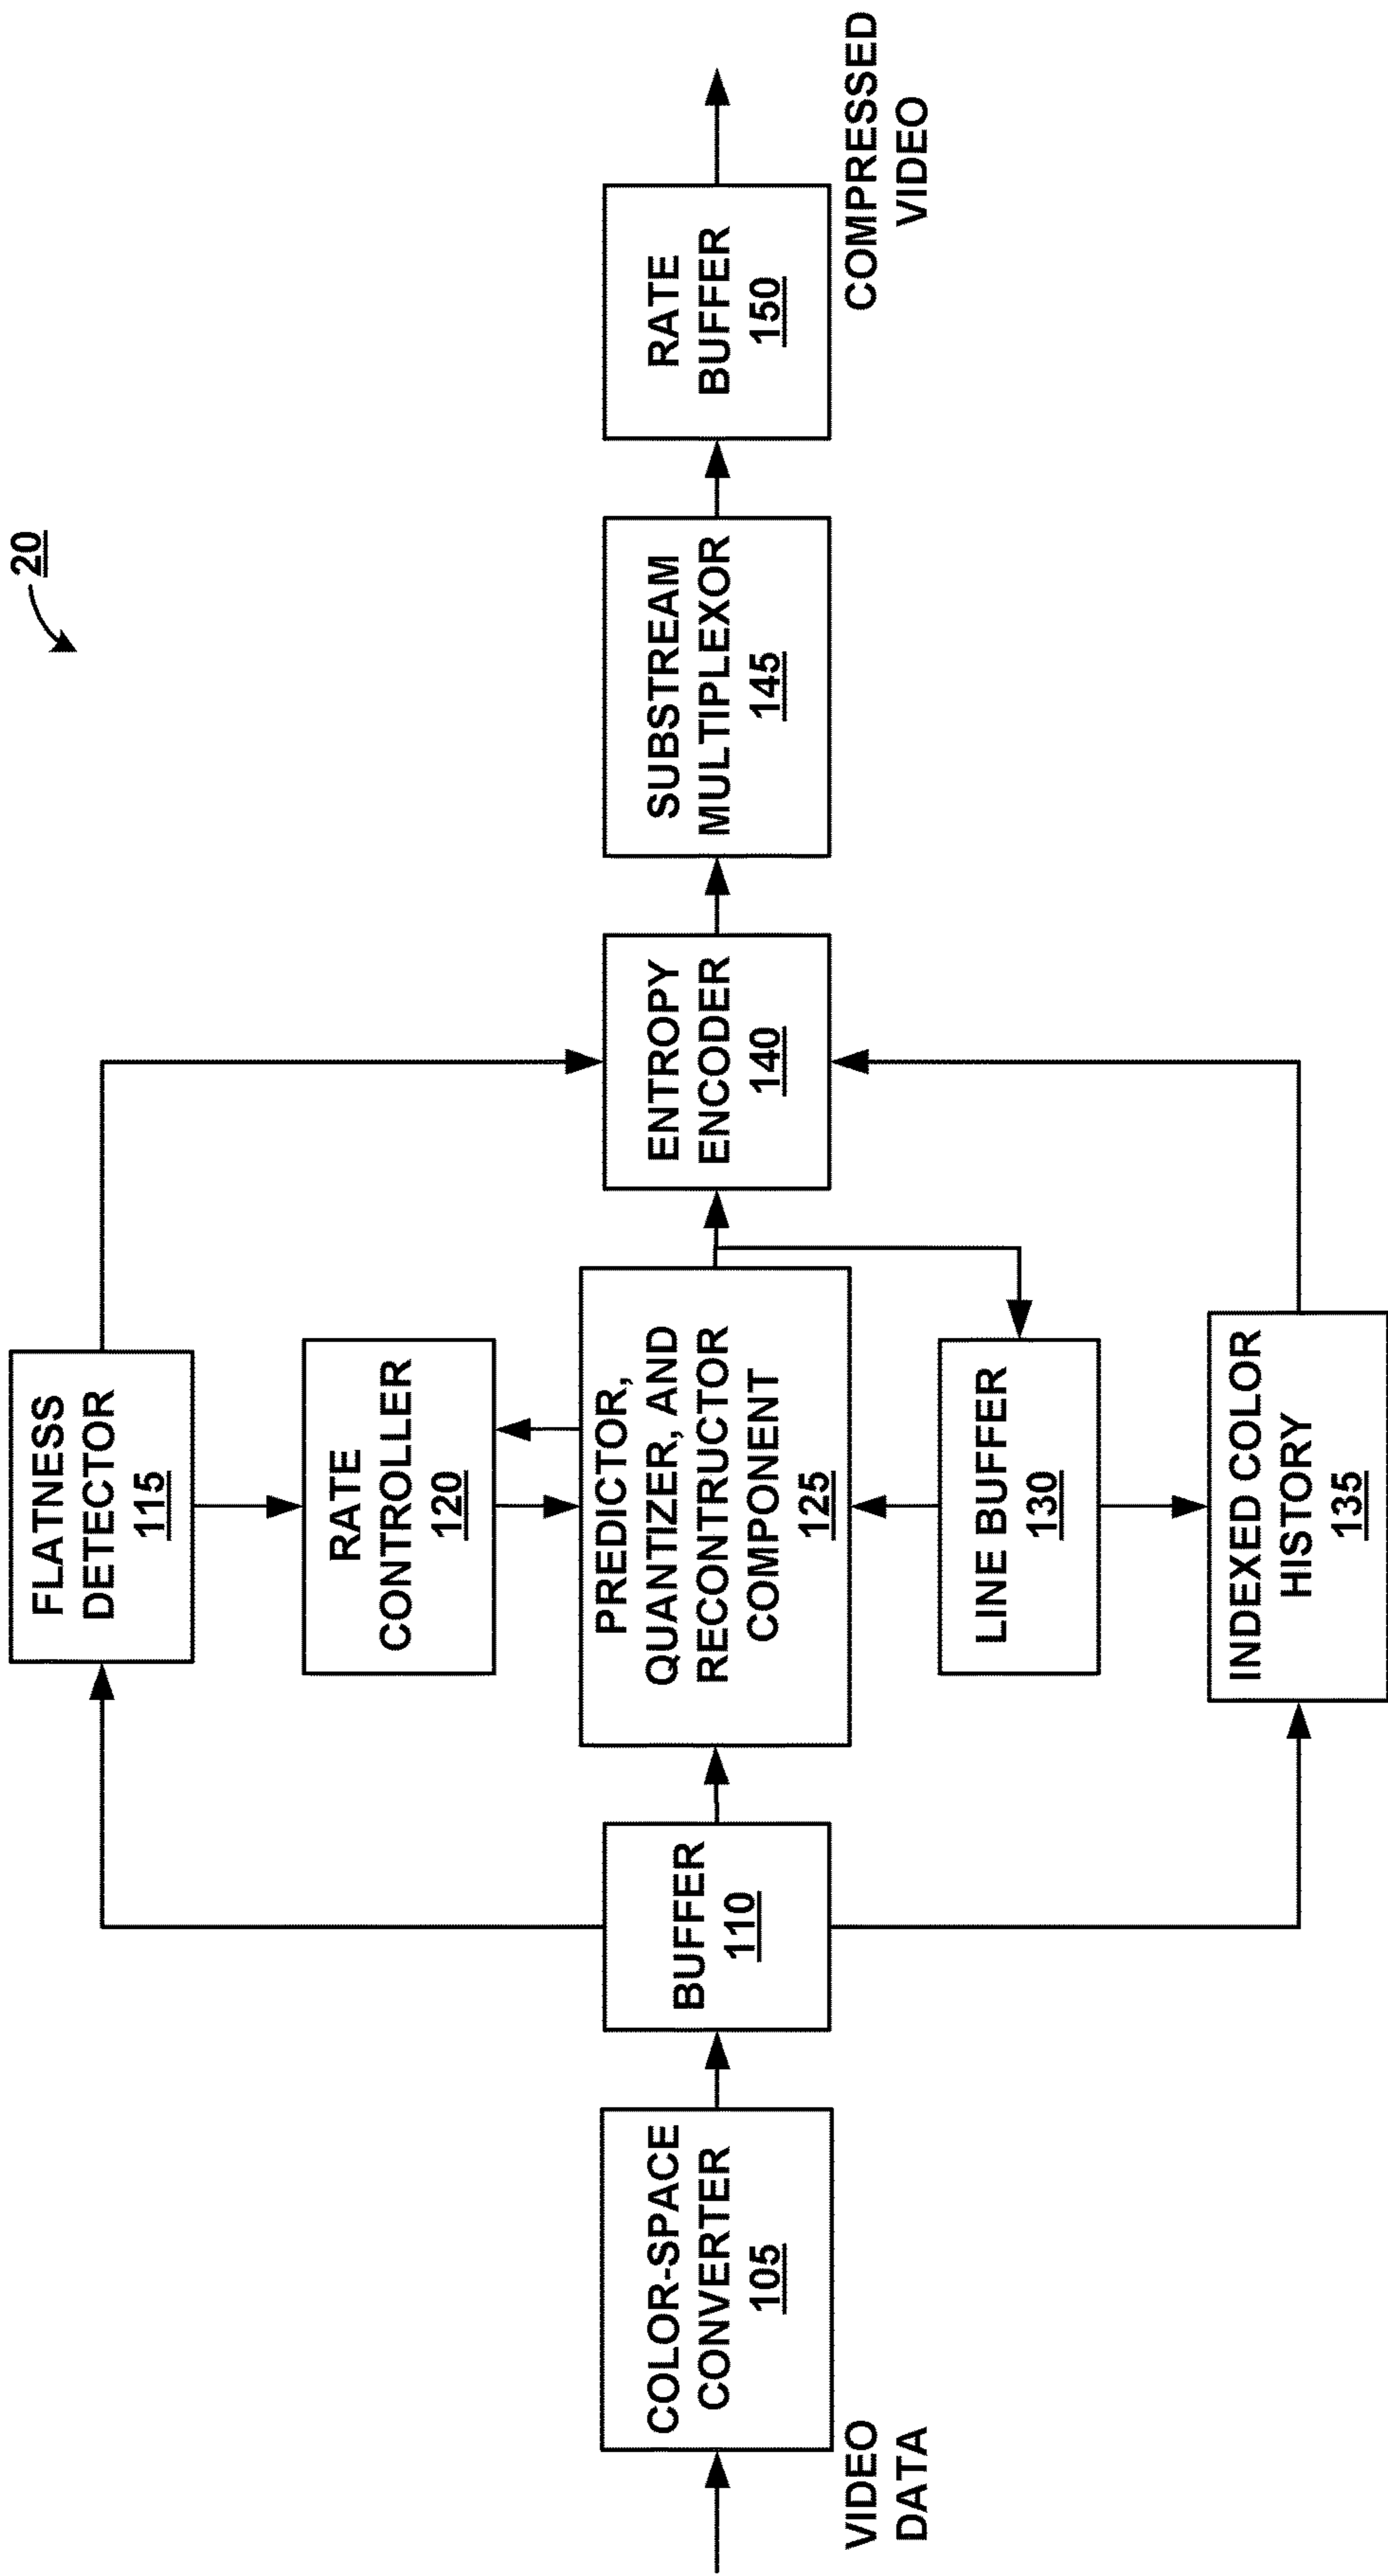 20
FLATNESS
DETECTOR
115
RATE
CONTROLLER
120
VIDEO
DATA
COLOR-SPACE
CONVERTER
105
BUFFER
110
PREDICTOR,
QUANTIZER, AND
RECONTRUCTOR
COMPONENT
125
ENTROPY
ENCODER
140
SUBSTREAM
MULTIPLEXOR
145
RATE
BUFFER
150
COMPRESSED
VIDEO
LINE BUFFER
130
INDEXED COLOR
HISTORY
135